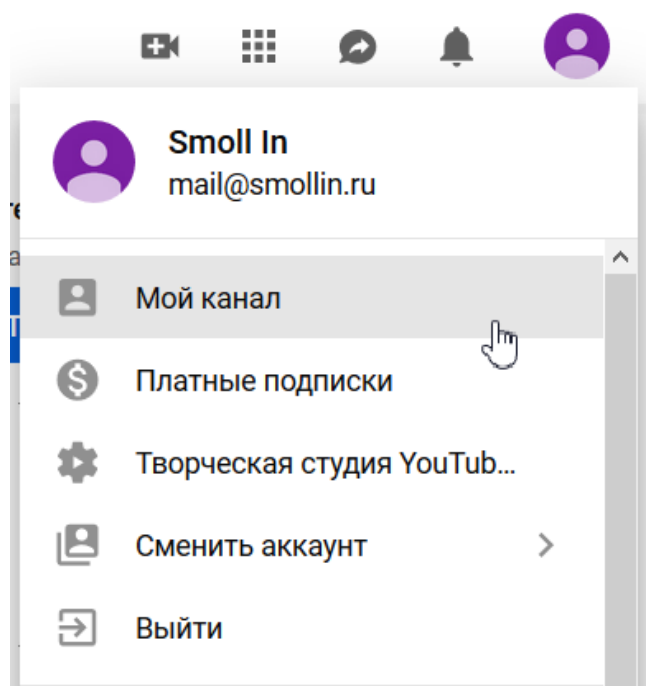 Smoll In
mail@smollin.ru
Мой канал
Платные подписки
Творческая студия YouTub...
Сменить аккаунт
Выйти